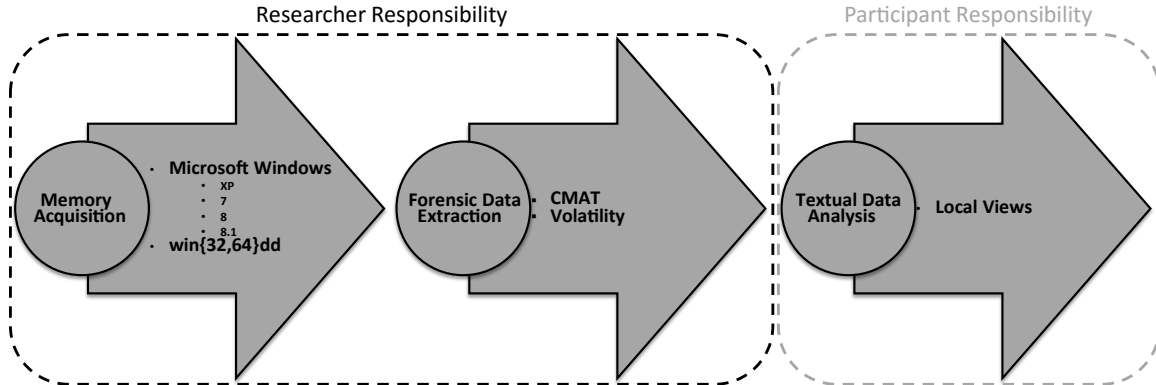 Researcher Responsibility
Participant Responsibility
Memory
Acquisition
• Microsoft Windows
• XP
• 7
• 8
• 8.1
• win{32,64}dd
Forensic Data
Extraction
• CMAT
• Volatility
Textual Data
Analysis
• Local Views